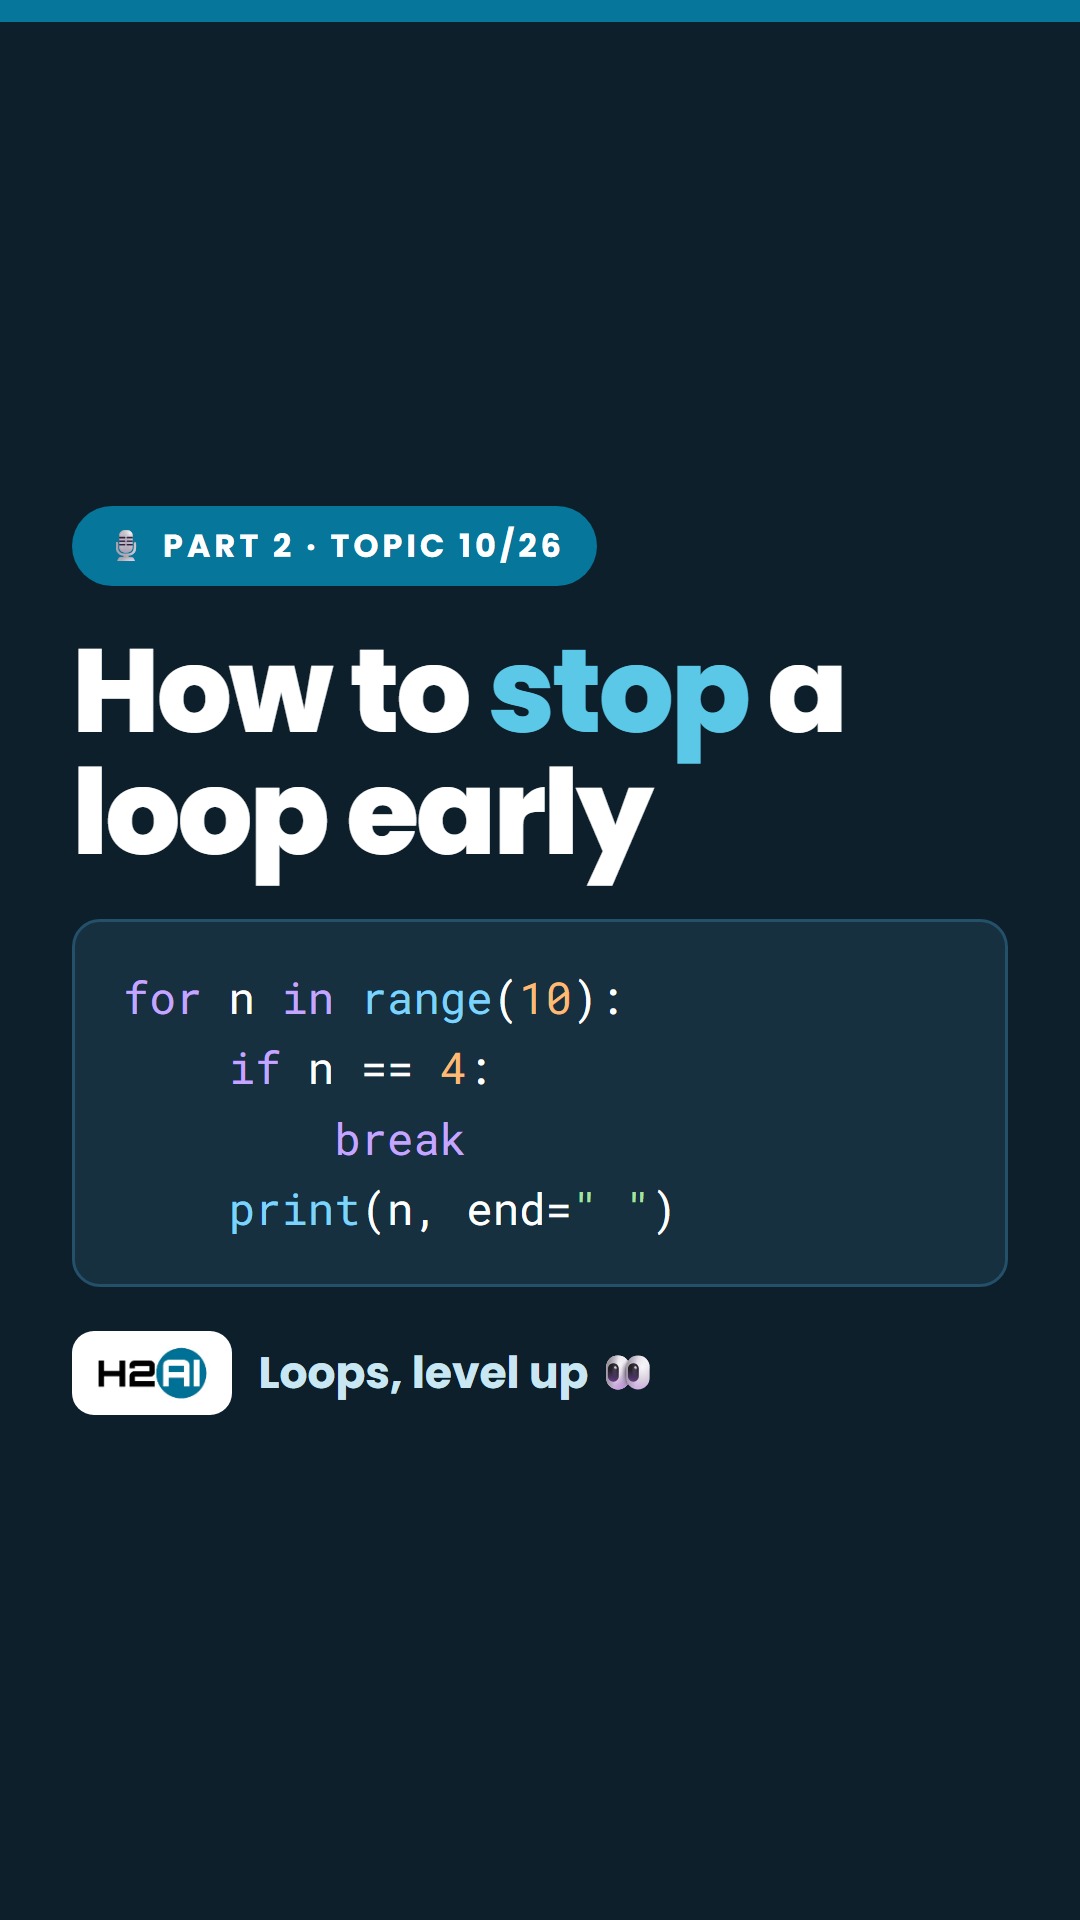 🎙️ PART 2 · TOPIC 10/26
How to stop a
loop early
for n in range(10):
    if n == 4:
        break
    print(n, end=" ")
H2AI
Loops, level up 👀